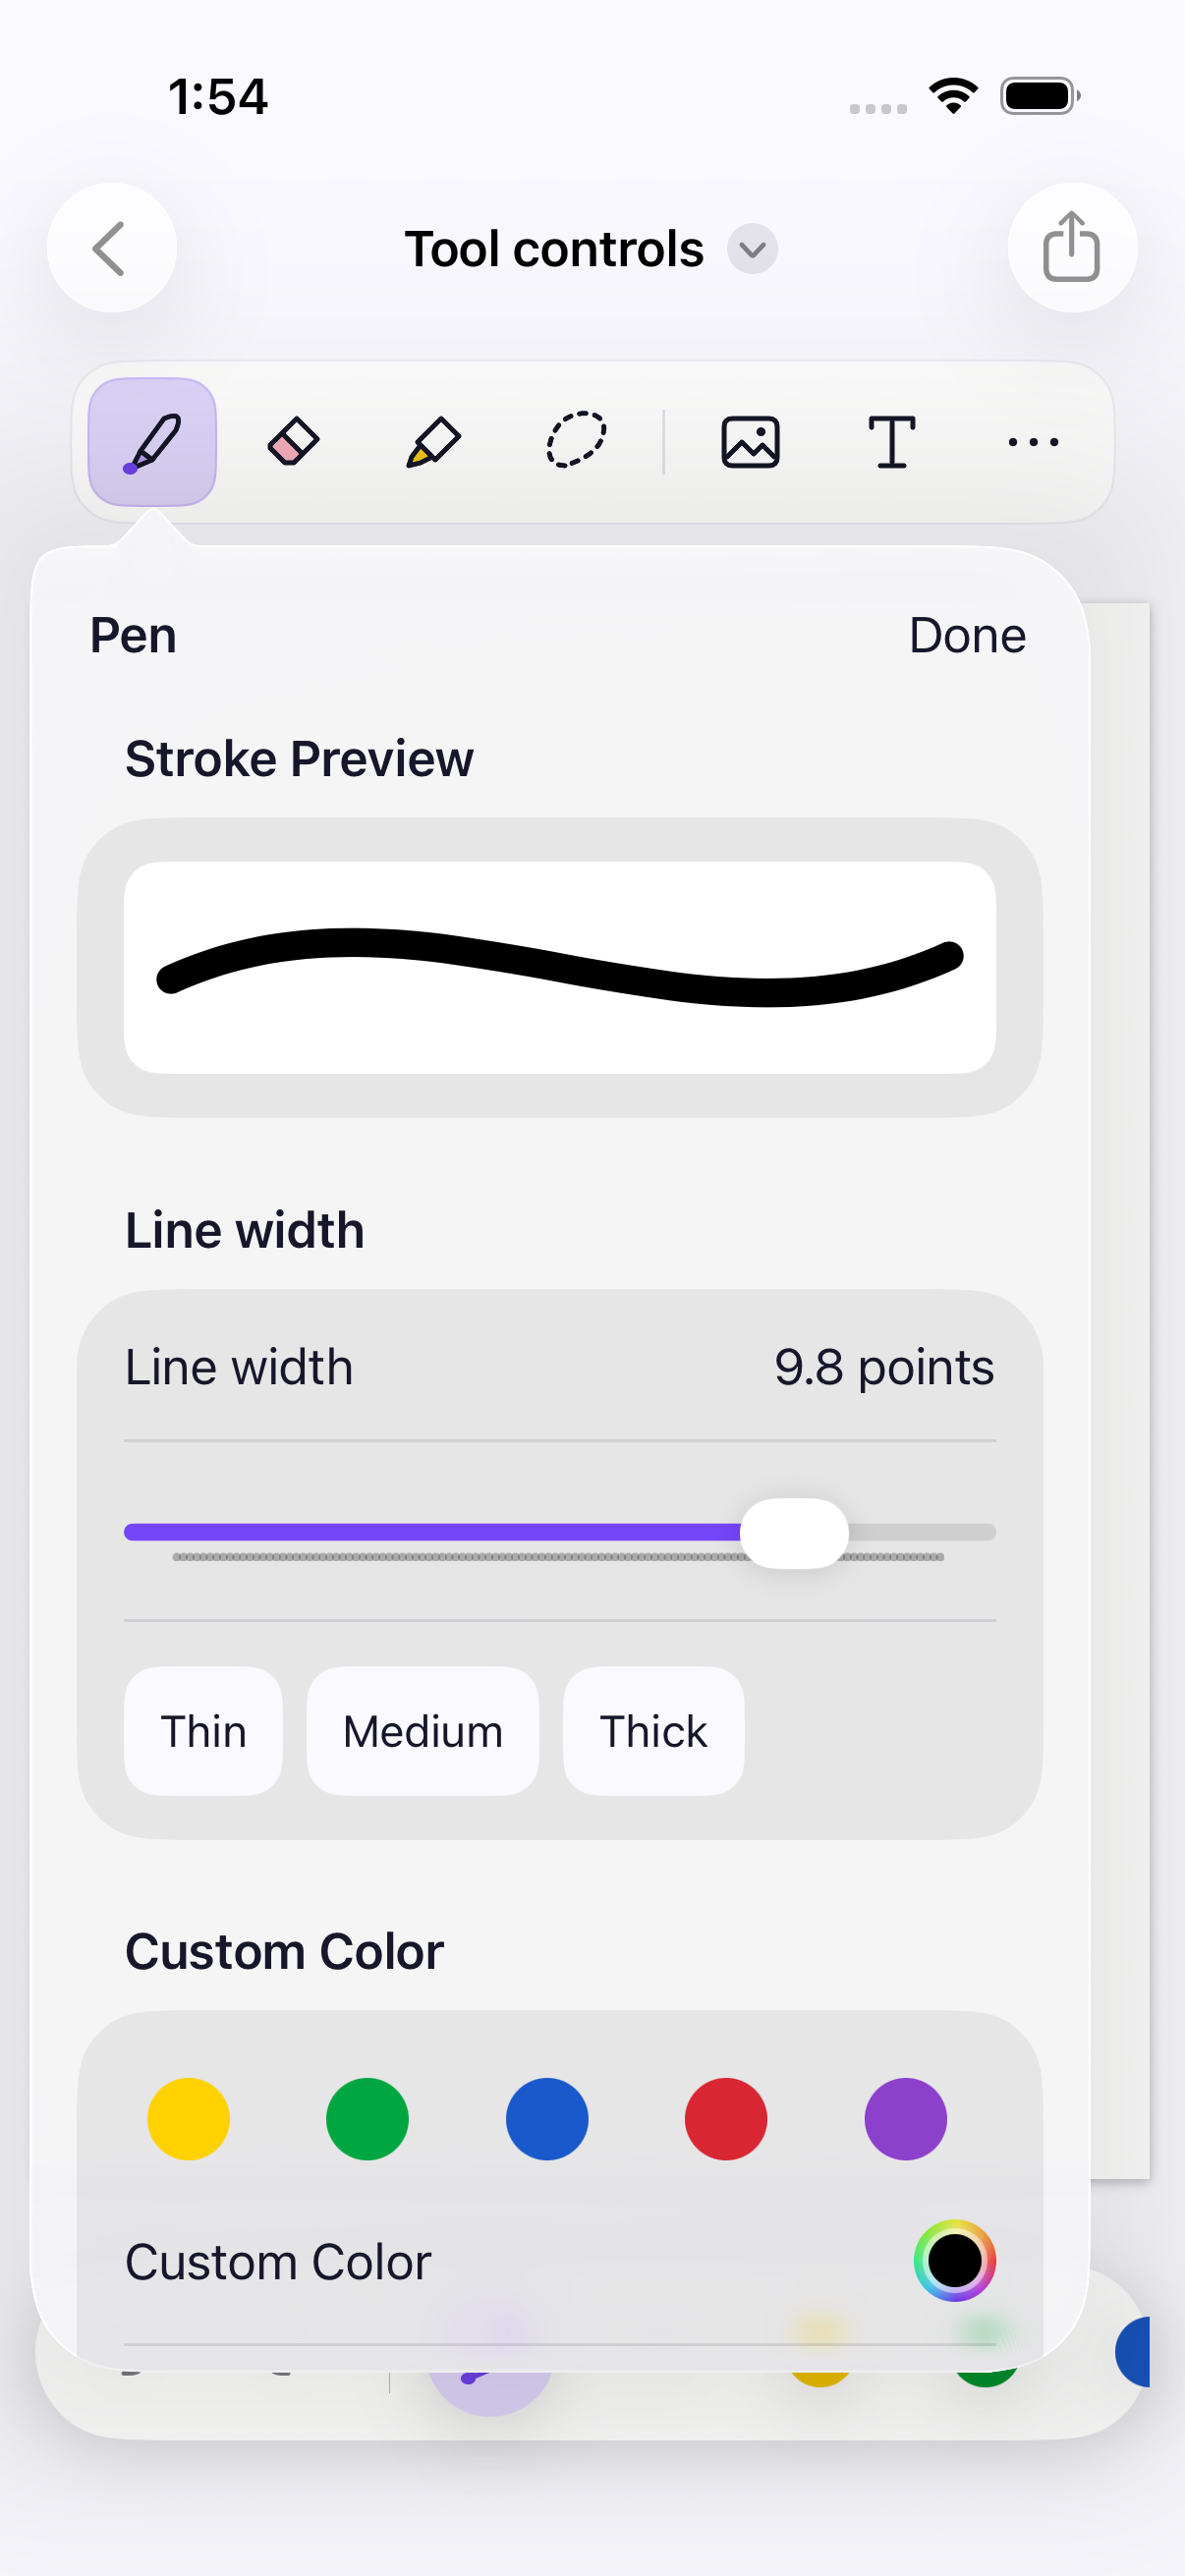 1:54
Tool controls
Pen
Done
Stroke Preview
Line width
Line width
9.8 points
Thin
Medium
Thick
Custom Color
Custom Color